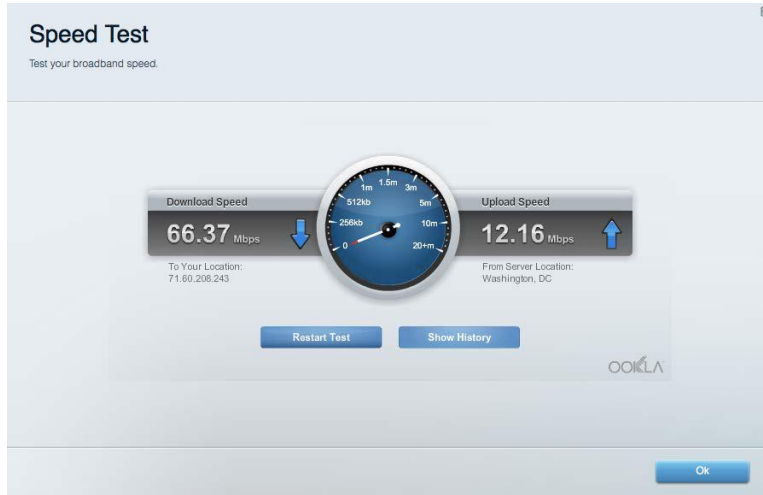 Speed Test
Test your broadband speed.
Download Speed
66.37 Mbps
To Your Location:
71.60.208.243
0
256kb
512kb
1m
1.5m
3m
5m
10m
20+m
Upload Speed
12.16 Mbps
From Server Location:
Washington, DC
Restart Test
Show History
OOKLA
Ok